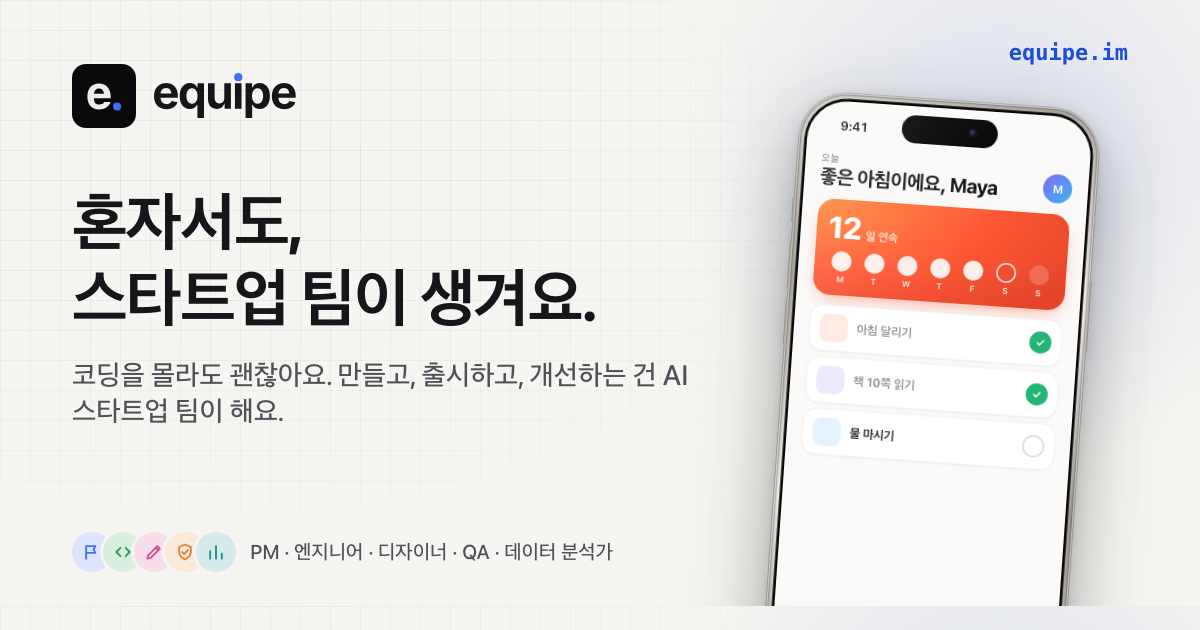 e.
equipe
equipe.im
혼자서도,
스타트업 팀이 생겨요.
코딩을 몰라도 괜찮아요. 만들고, 출시하고, 개선하는 건 AI
스타트업 팀이 해요.
PM · 엔지니어 · 디자이너 · QA · 데이터 분석가
9:41
오늘
좋은 아침이에요, Maya
M
12 일 연속
M T W T F S S
아침 달리기
책 10쪽 읽기
물 마시기